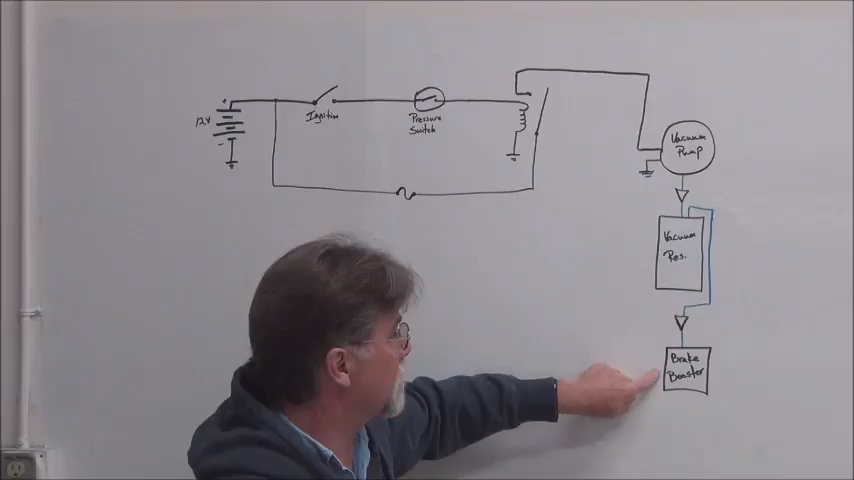 12V
+
-
Ignition
Pressure
Switch
Vacuum
Pump
Vacuum
Res.
Brake
Booster